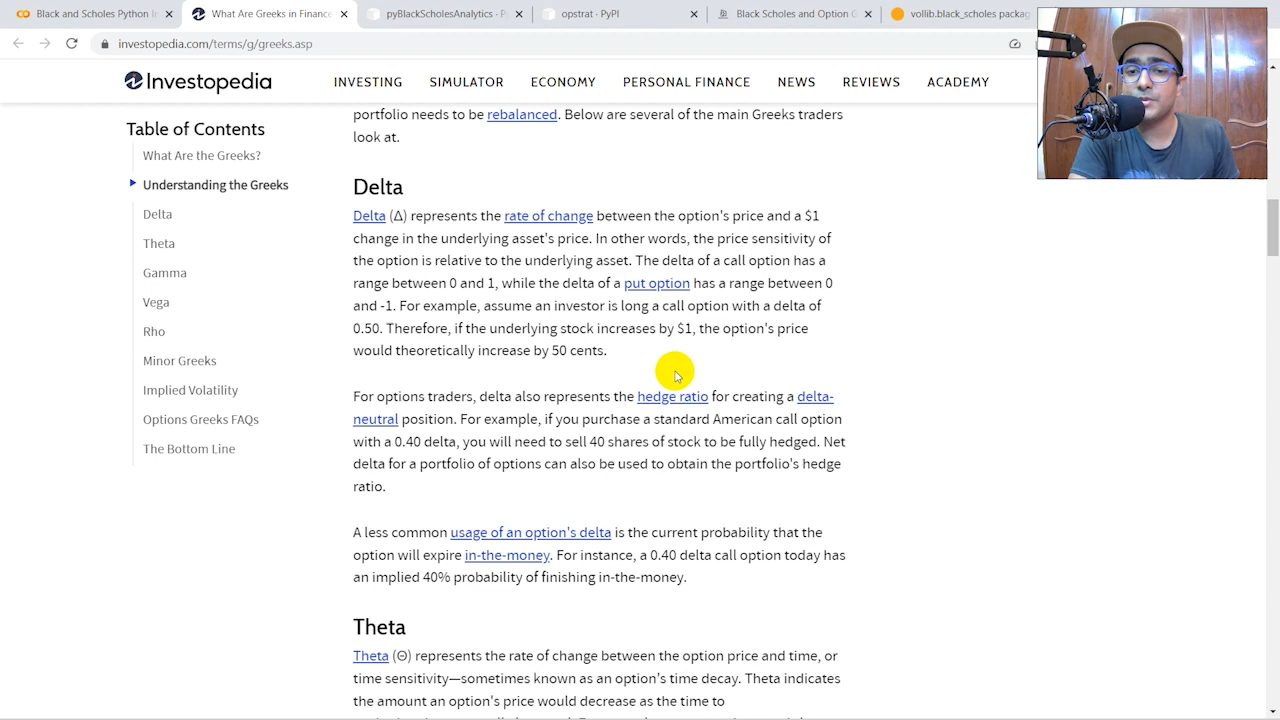 Black and Scholes Python In
What Are Greeks in Finance
pyBlackScholesAnalytics - P
opstrat - PyPI
Black Scholes and Option G
vollib.black_scholes packag
investopedia.com/terms/g/greeks.asp
Investopedia
INVESTING
SIMULATOR
ECONOMY
PERSONAL FINANCE
NEWS
REVIEWS
ACADEMY
Table of Contents
What Are the Greeks?
Understanding the Greeks
Delta
Theta
Gamma
Vega
Rho
Minor Greeks
Implied Volatility
Options Greeks FAQs
The Bottom Line
portfolio needs to be rebalanced. Below are several of the main Greeks traders
look at.
Delta
Delta (Δ) represents the rate of change between the option's price and a $1
change in the underlying asset's price. In other words, the price sensitivity of
the option is relative to the underlying asset. The delta of a call option has a
range between 0 and 1, while the delta of a put option has a range between 0
and -1. For example, assume an investor is long a call option with a delta of
0.50. Therefore, if the underlying stock increases by $1, the option's price
would theoretically increase by 50 cents.
For options traders, delta also represents the hedge ratio for creating a delta-
neutral position. For example, if you purchase a standard American call option
with a 0.40 delta, you will need to sell 40 shares of stock to be fully hedged. Net
delta for a portfolio of options can also be used to obtain the portfolio's hedge
ratio.
A less common usage of an option's delta is the current probability that the
option will expire in-the-money. For instance, a 0.40 delta call option today has
an implied 40% probability of finishing in-the-money.
Theta
Theta (Θ) represents the rate of change between the option price and time, or
time sensitivity—sometimes known as an option's time decay. Theta indicates
the amount an option's price would decrease as the time to